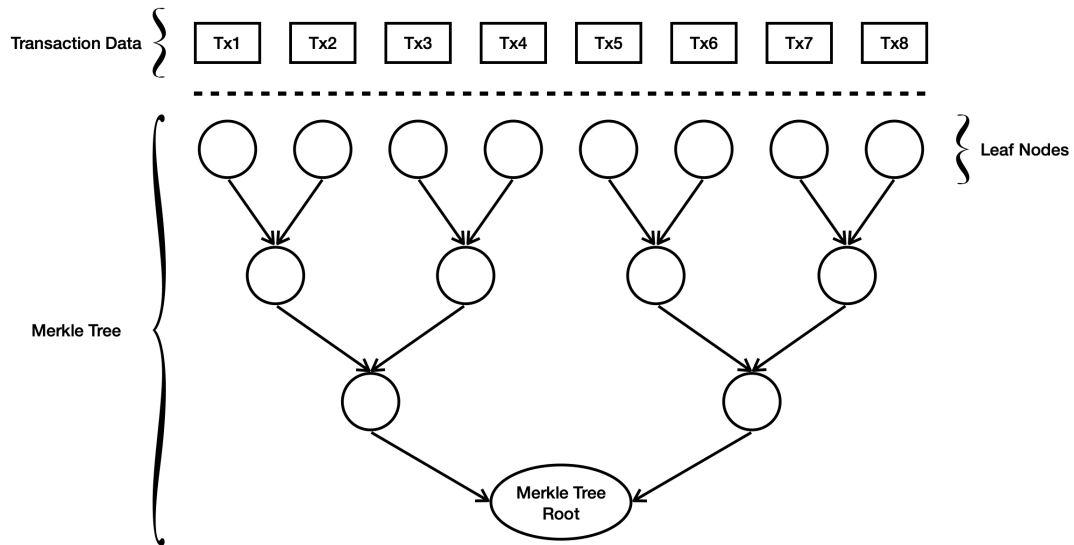 Transaction Data
Tx1
Tx2
Tx3
Tx4
Tx5
Tx6
Tx7
Tx8
Leaf Nodes
Merkle Tree
Merkle Tree
Root